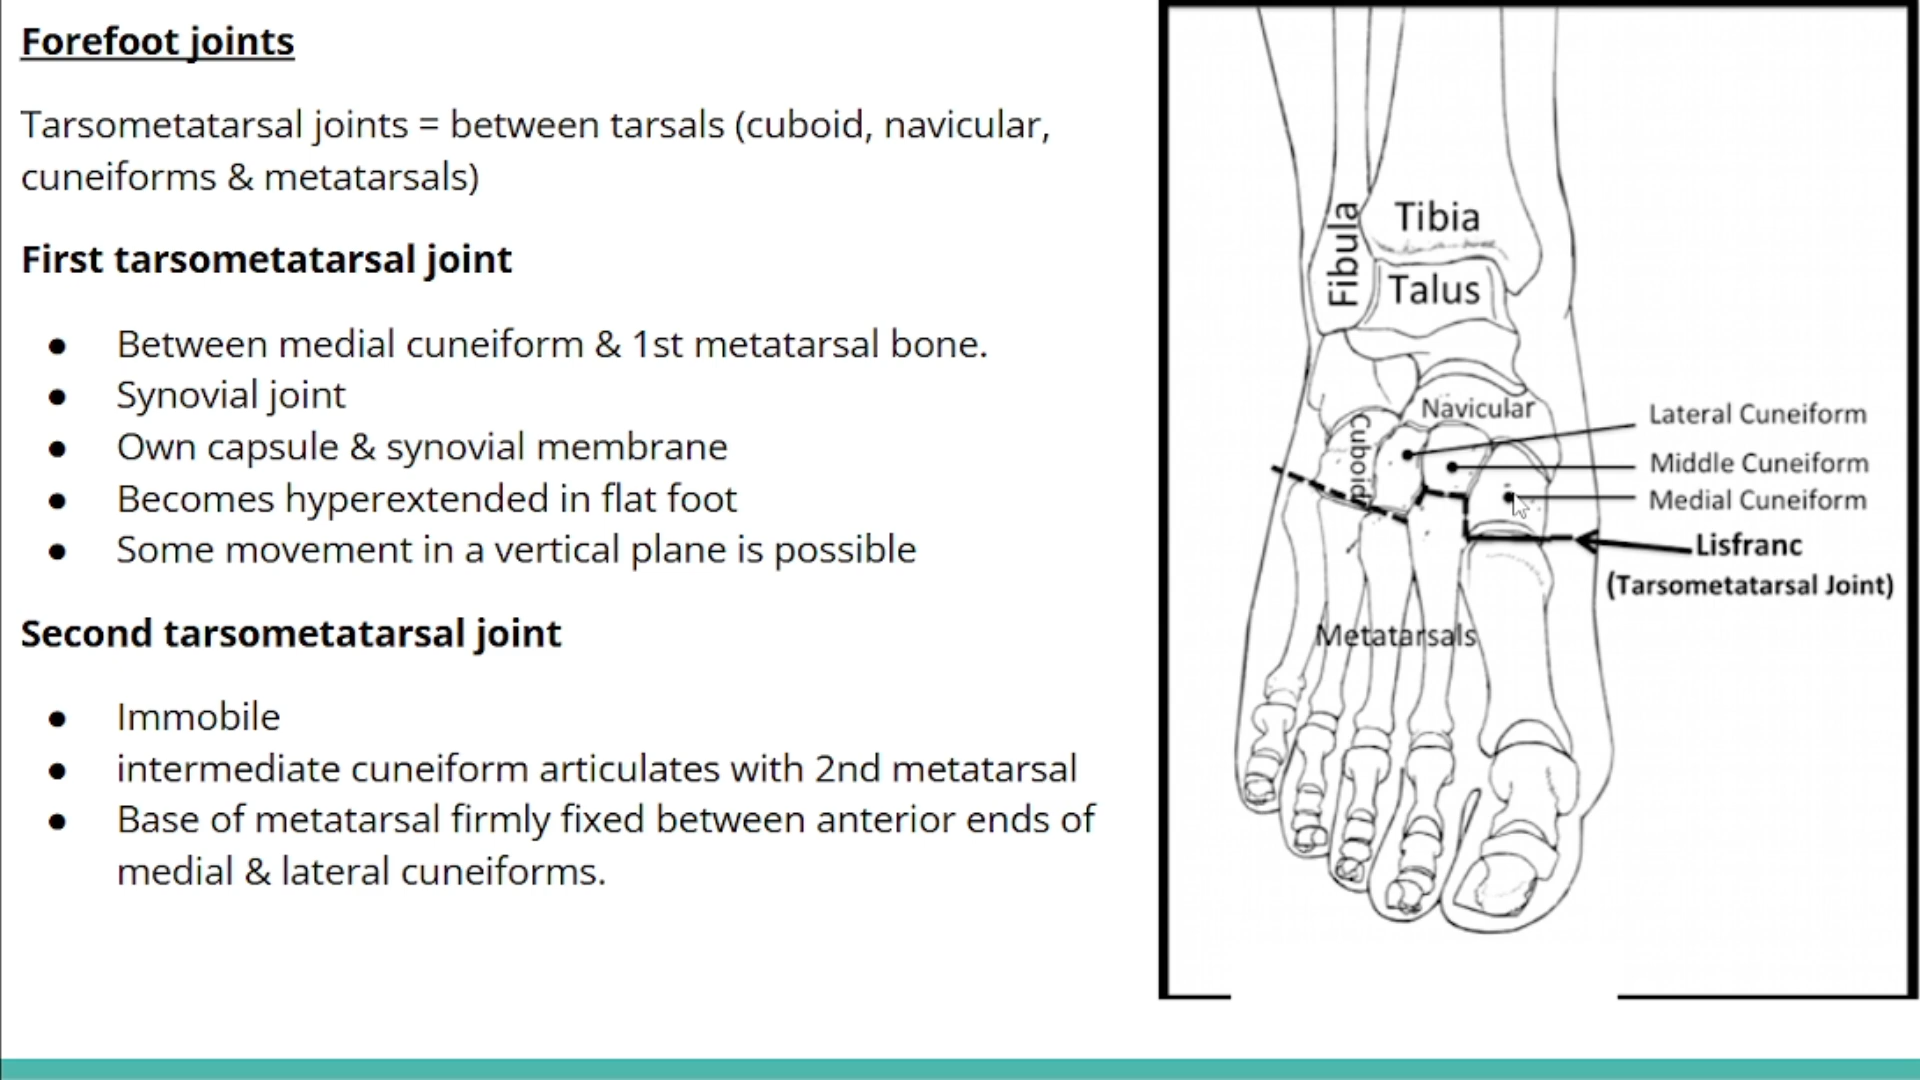 Forefoot joints
Tarsometatarsal joints = between tarsals (cuboid, navicular,
cuneiforms & metatarsals)
First tarsometatarsal joint
● Between medial cuneiform & 1st metatarsal bone.
● Synovial joint
● Own capsule & synovial membrane
● Becomes hyperextended in flat foot
● Some movement in a vertical plane is possible
Second tarsometatarsal joint
● Immobile
● intermediate cuneiform articulates with 2nd metatarsal
● Base of metatarsal firmly fixed between anterior ends of
medial & lateral cuneiforms.
Fibula
Tibia
Talus
Navicular
Cuboid
Lateral Cuneiform
Middle Cuneiform
Medial Cuneiform
Lisfranc
(Tarsometatarsal Joint)
Metatarsals